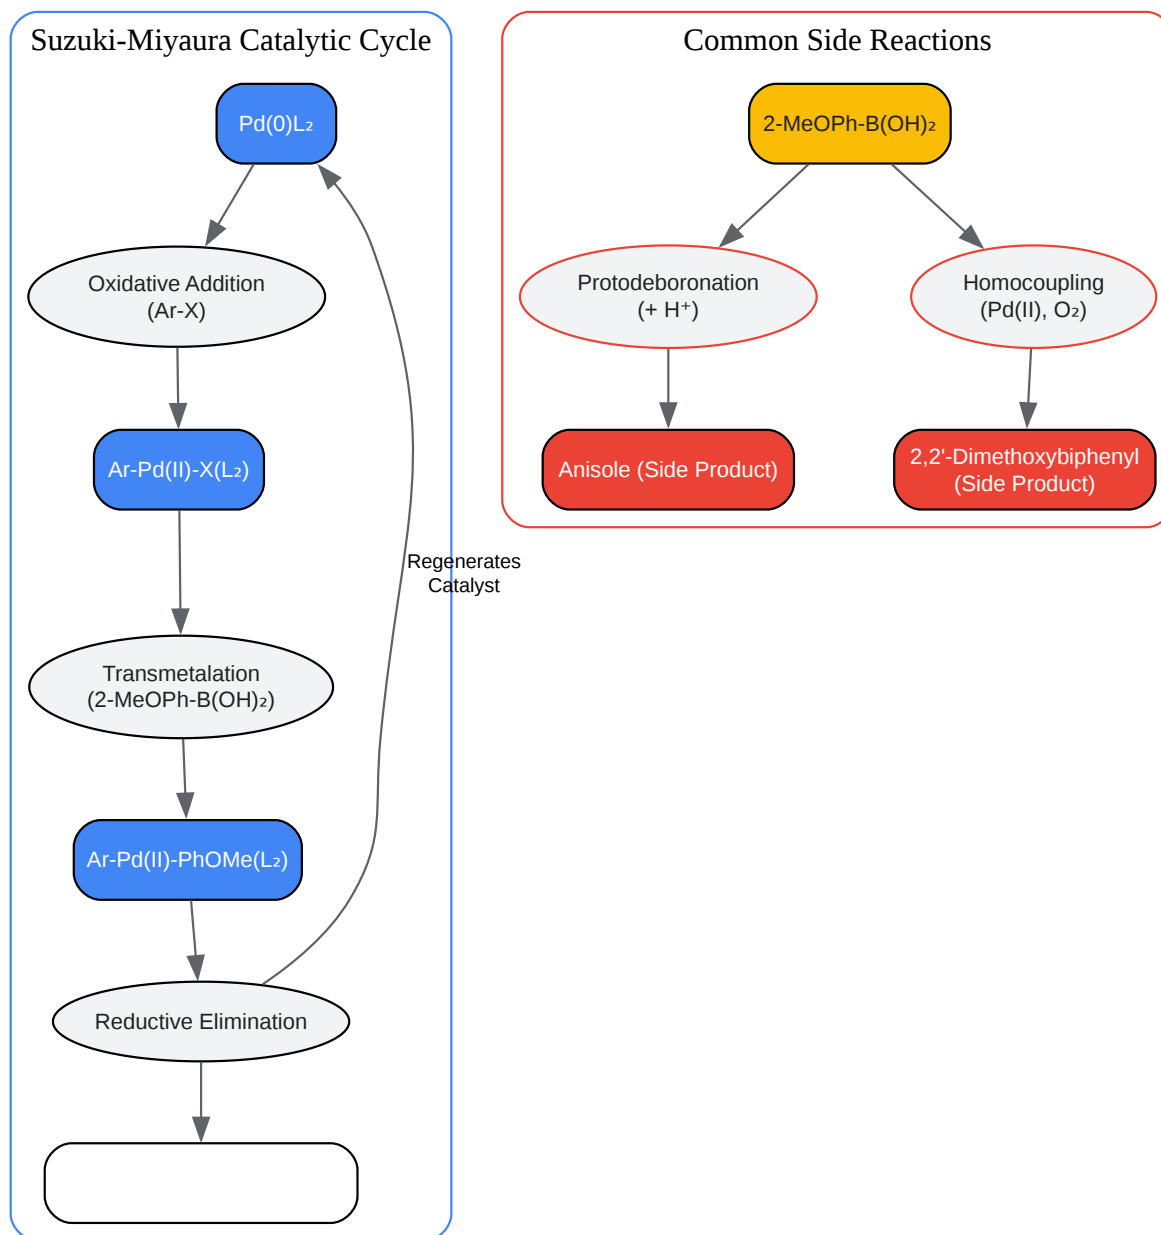 Suzuki-Miyaura Catalytic Cycle
Pd(0)L₂
Oxidative Addition
(Ar-X)
Ar-Pd(II)-X(L₂)
Regenerates
Catalyst
Transmetalation
(2-MeOPh-B(OH)₂)
Ar-Pd(II)-PhOMe(L₂)
Reductive Elimination
Common Side Reactions
2-MeOPh-B(OH)₂
Protodeboronation
(+ H⁺)
Homocoupling
(Pd(II), O₂)
Anisole (Side Product)
2,2'-Dimethoxybiphenyl
(Side Product)